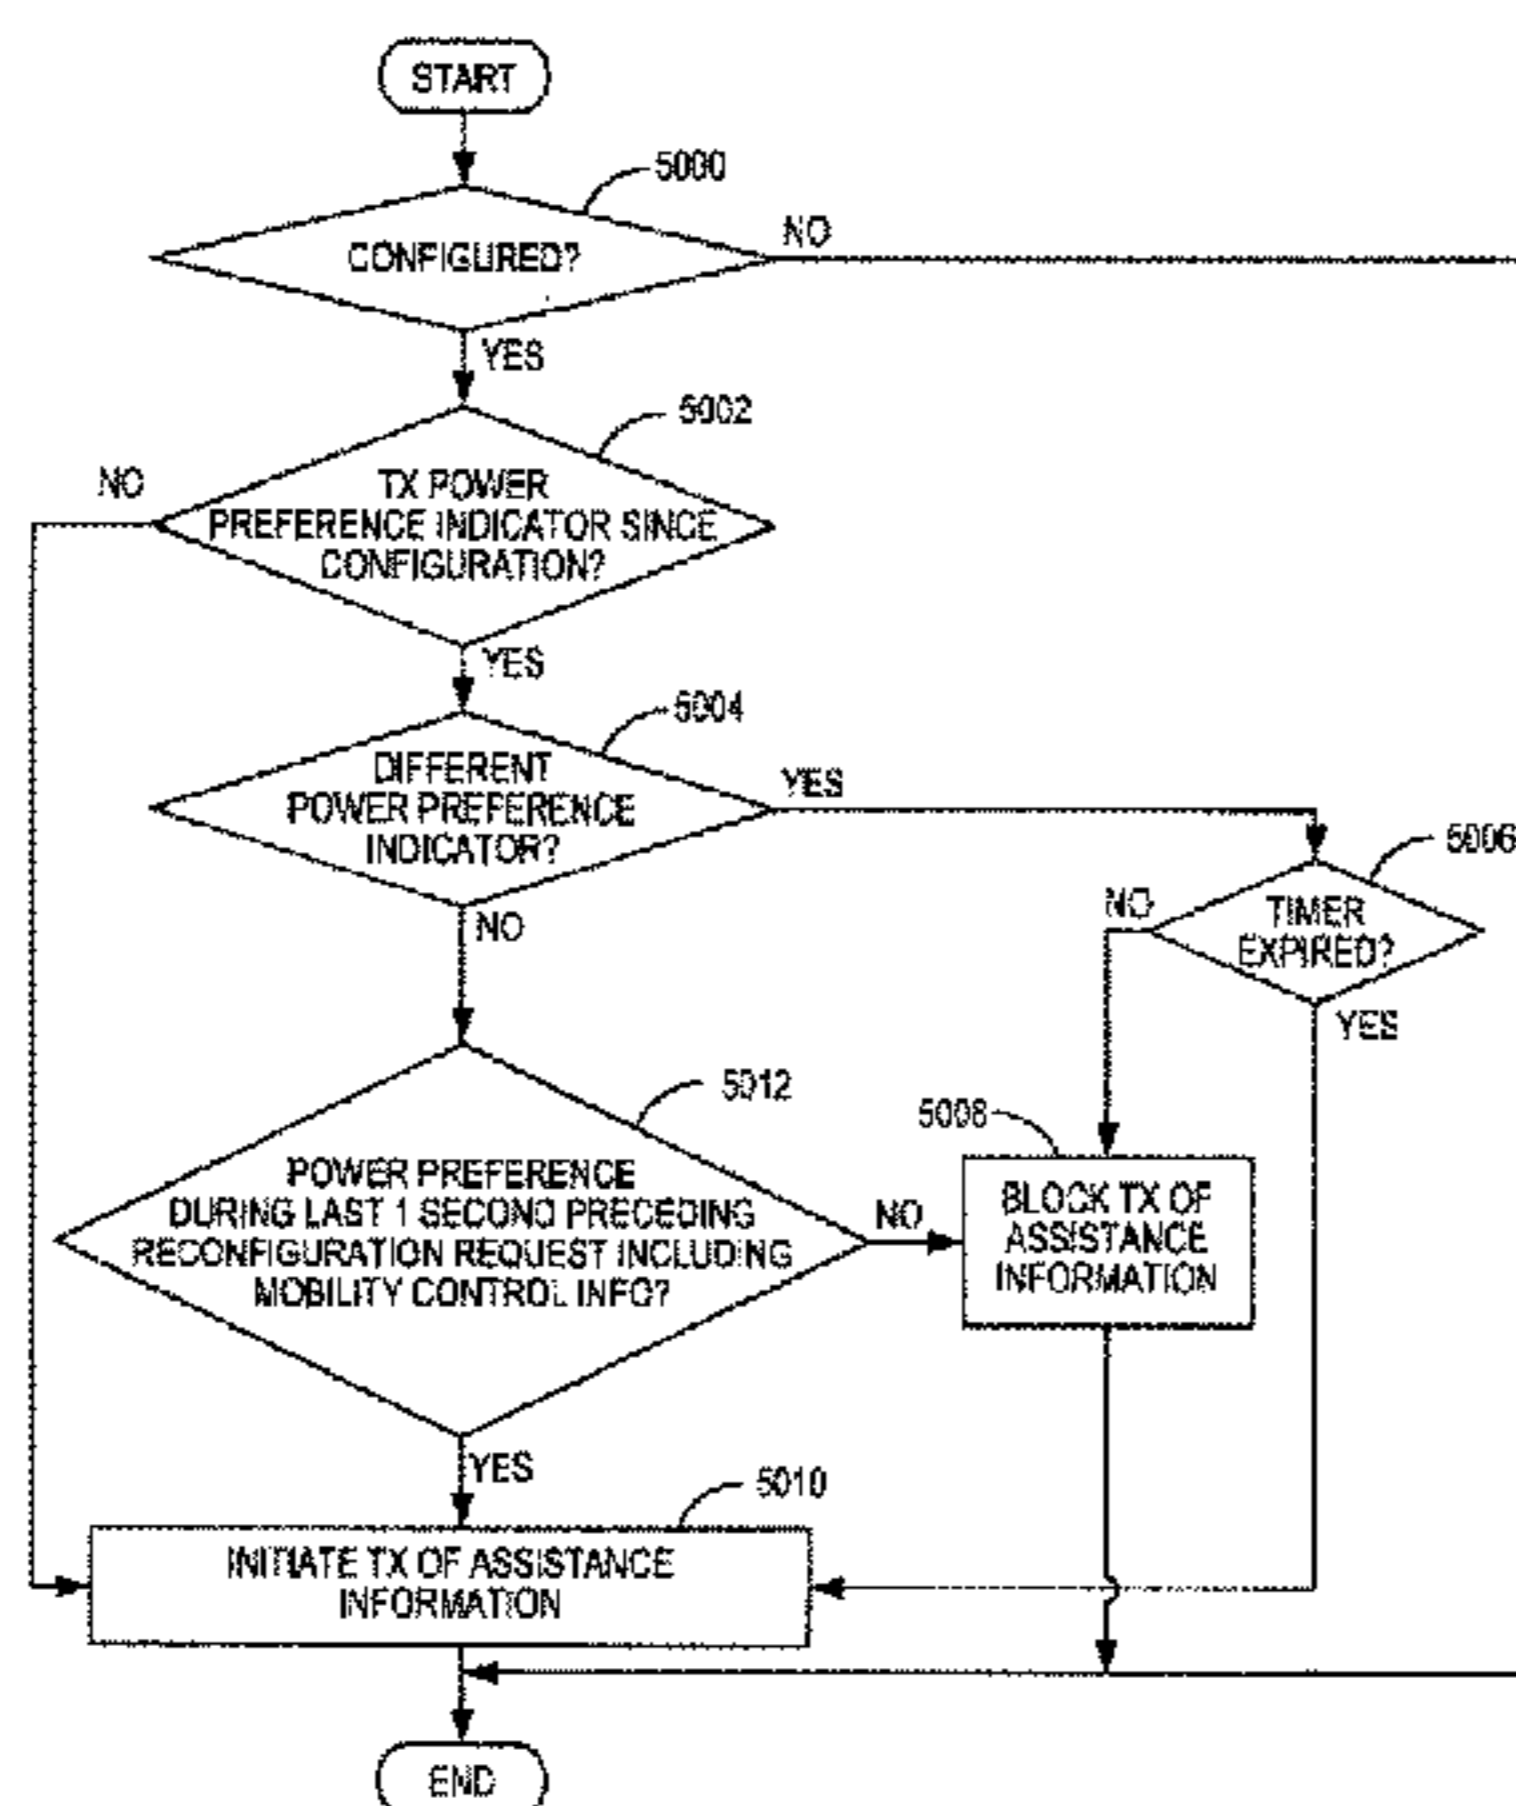 START
5000
CONFIGURED?
NO
YES
5002
NO
TX POWER
PREFERENCE INDICATOR SINCE
CONFIGURATION?
YES
5004
DIFFERENT
POWER PREFERENCE
INDICATOR?
YES
5006
NO
TIMER
EXPIRED?
NO
YES
5012
5008
POWER PREFERENCE
DURING LAST 1 SECOND PRECEDING
RECONFIGURATION REQUEST INCLUDING
MOBILITY CONTROL INFO?
NO
BLOCK TX OF
ASSISTANCE
INFORMATION
YES
5010
INITIATE TX OF ASSISTANCE
INFORMATION
END